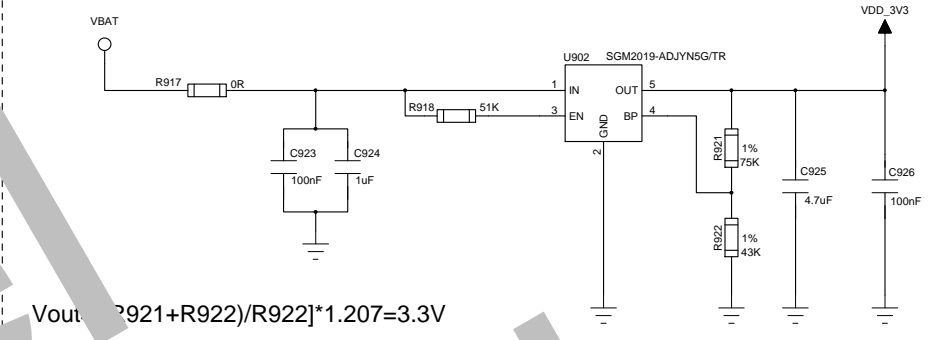 VBAT
VDD_3V3
U902 SGM2019-ADJYN5G/TR
R917 0R
1 IN OUT 5
R918 51K
3 EN BP 4
GND
2
R921 1%
75K
C923
100nF
C924
1uF
C925
4.7uF
C926
100nF
R922 1%
43K
R921+R922)/R922]*1.207=3.3V